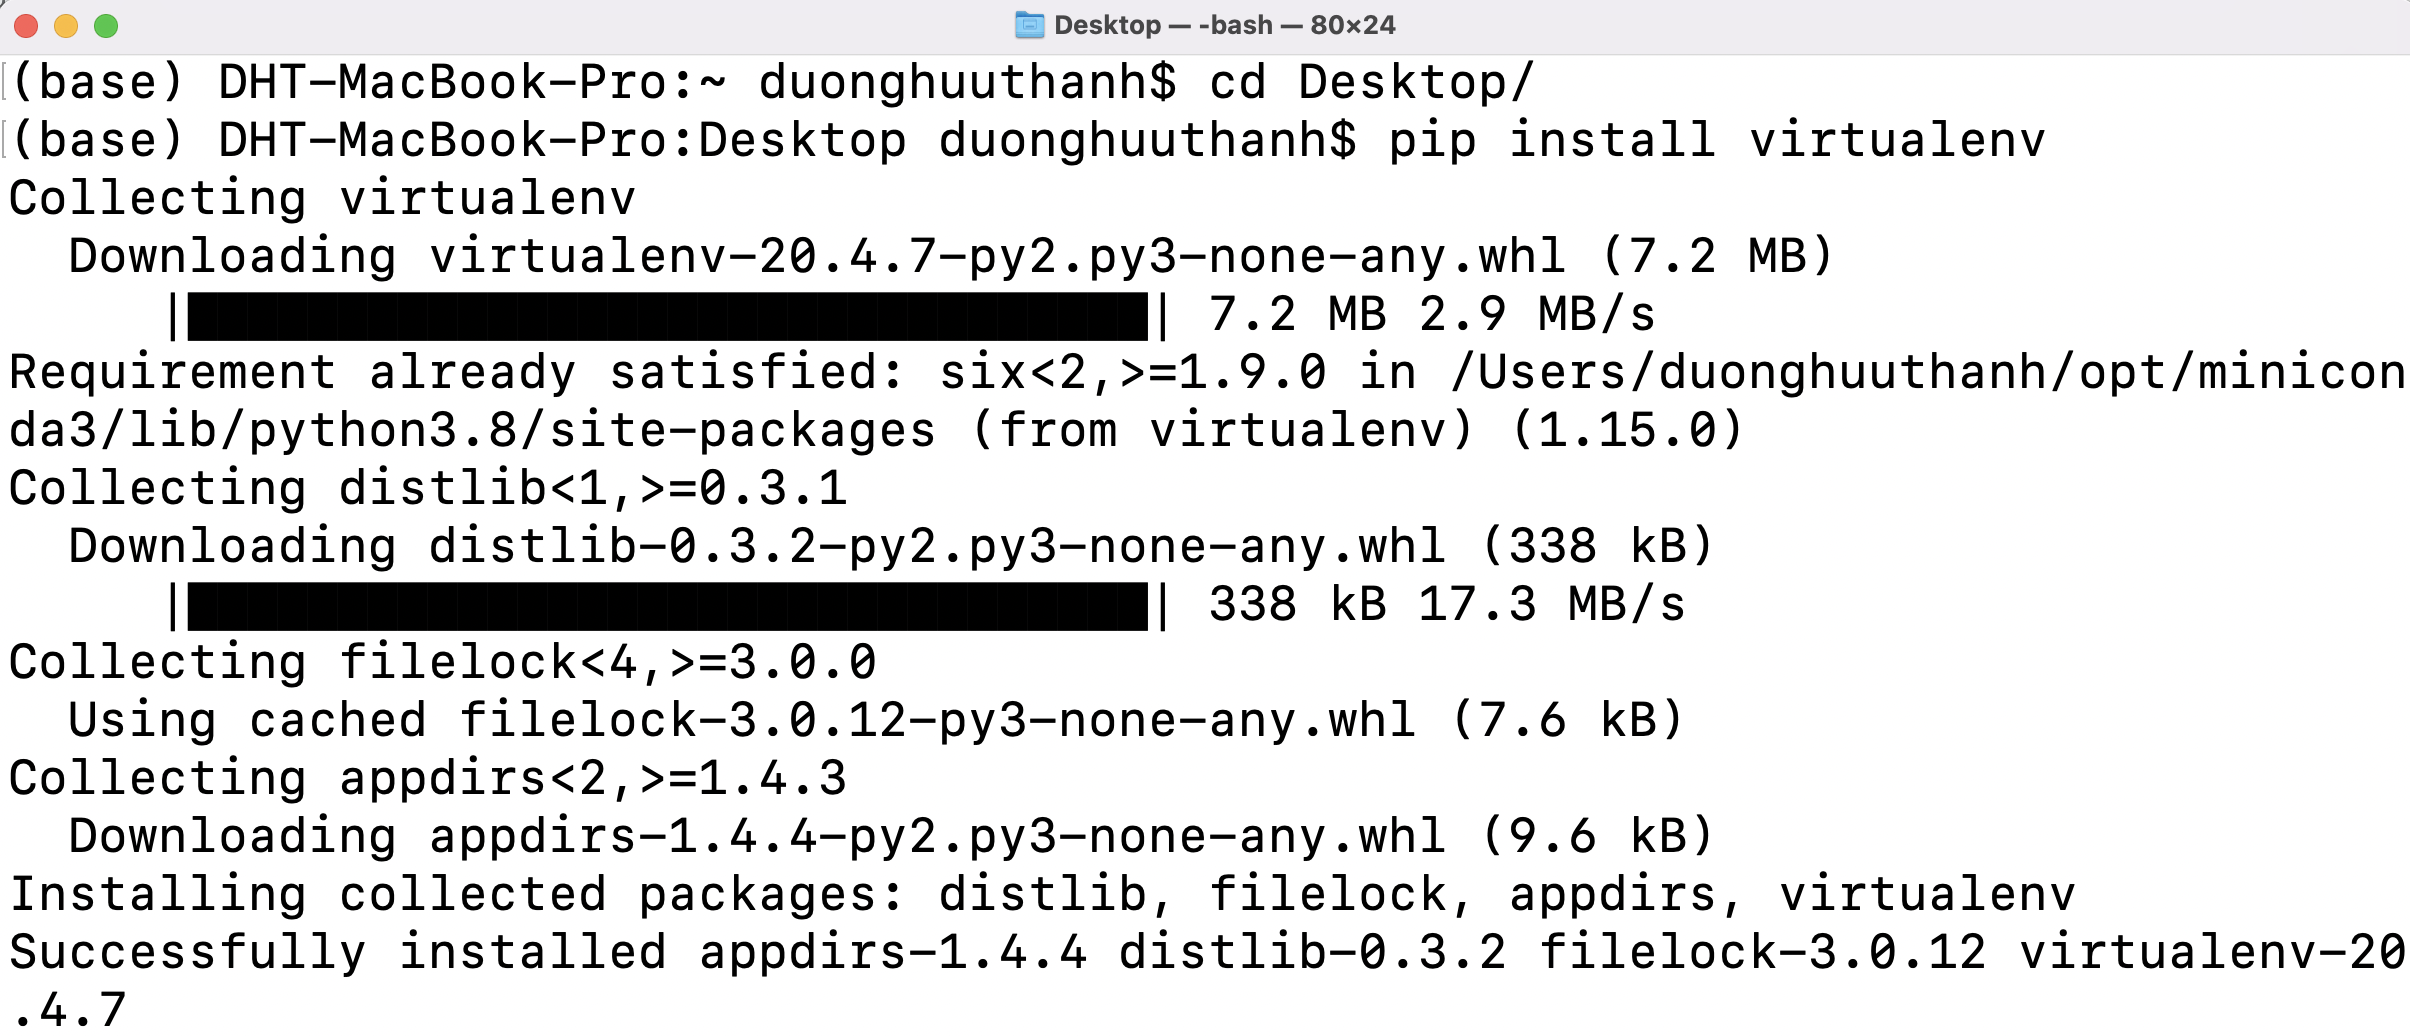 Desktop — -bash — 80×24
(base) DHT-MacBook-Pro:~ duonghuuthanh$ cd Desktop/
(base) DHT-MacBook-Pro:Desktop duonghuuthanh$ pip install virtualenv
Collecting virtualenv
  Downloading virtualenv-20.4.7-py2.py3-none-any.whl (7.2 MB)
     |████████████████████████████████| 7.2 MB 2.9 MB/s
Requirement already satisfied: six<2,>=1.9.0 in /Users/duonghuuthanh/opt/minicon
da3/lib/python3.8/site-packages (from virtualenv) (1.15.0)
Collecting distlib<1,>=0.3.1
  Downloading distlib-0.3.2-py2.py3-none-any.whl (338 kB)
     |████████████████████████████████| 338 kB 17.3 MB/s
Collecting filelock<4,>=3.0.0
  Using cached filelock-3.0.12-py3-none-any.whl (7.6 kB)
Collecting appdirs<2,>=1.4.3
  Downloading appdirs-1.4.4-py2.py3-none-any.whl (9.6 kB)
Installing collected packages: distlib, filelock, appdirs, virtualenv
Successfully installed appdirs-1.4.4 distlib-0.3.2 filelock-3.0.12 virtualenv-20
.4.7